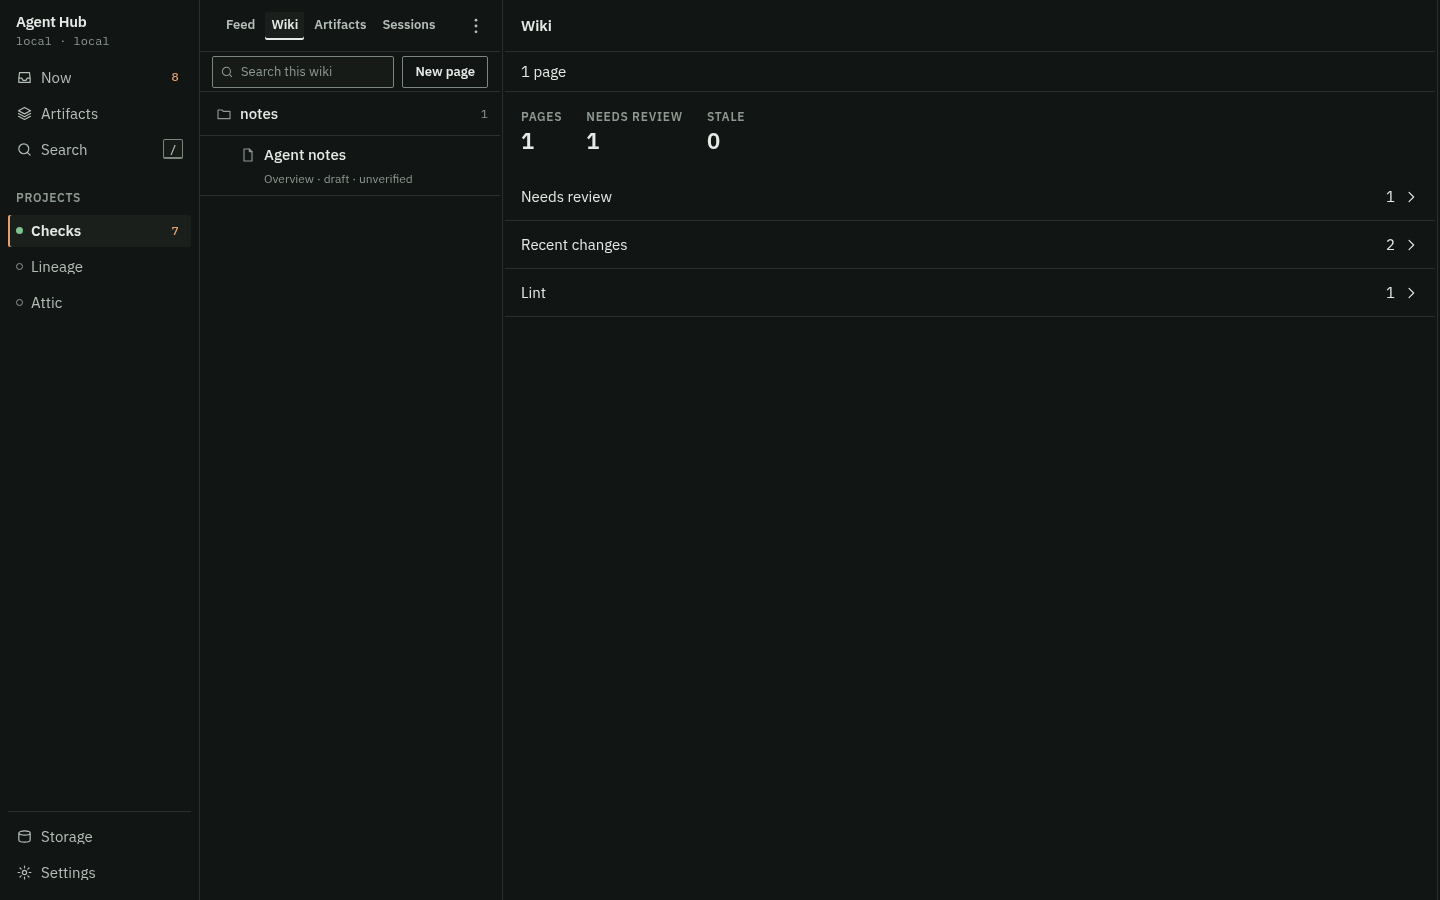 Agent Hub
local · local
Now 8
Artifacts
Search /
PROJECTS
Checks 7
Lineage
Attic
Storage
Settings
Feed Wiki Artifacts Sessions
Search this wiki New page
notes 1
Agent notes
Overview · draft · unverified
Wiki
1 page
PAGES NEEDS REVIEW STALE
1 1 0
Needs review 1
Recent changes 2
Lint 1